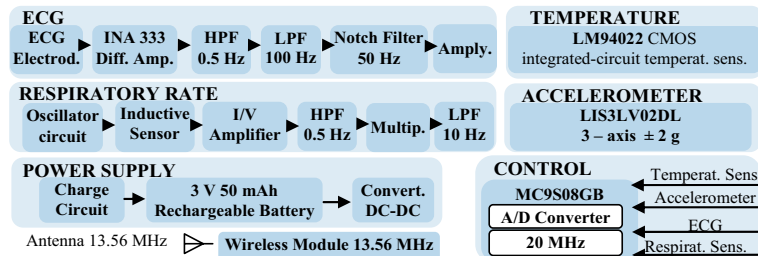 ECG
ECG Electrod.
INA 333 Diff. Amp.
HPF 0.5 Hz
LPF 100 Hz
Notch Filter 50 Hz
Amply.
TEMPERATURE
LM94022 CMOS
integrated-circuit temperat. sens.
RESPIRATORY RATE
Oscillator circuit
Inductive Sensor
I/V Amplifier
HPF 0.5 Hz
Multip.
LPF 10 Hz
ACCELEROMETER
LIS3LV02DL
3 – axis ± 2 g
POWER SUPPLY
Charge Circuit
3 V 50 mAh Rechargeable Battery
Convert. DC-DC
Antenna 13.56 MHz
Wireless Module 13.56 MHz
CONTROL
MC9S08GB
A/D Converter
20 MHz
Temperat. Sens
Accelerometer
ECG
Respirat. Sens.